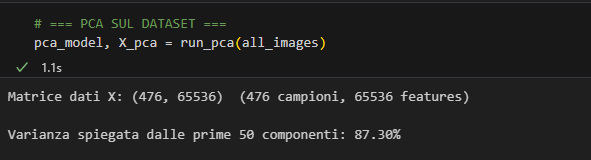 # === PCA SUL DATASET ===
pca_model, X_pca = run_pca(all_images)
✓ 1.1s
Matrice dati X: (476, 65536) (476 campioni, 65536 features)
Varianza spiegata dalle prime 50 componenti: 87.30%